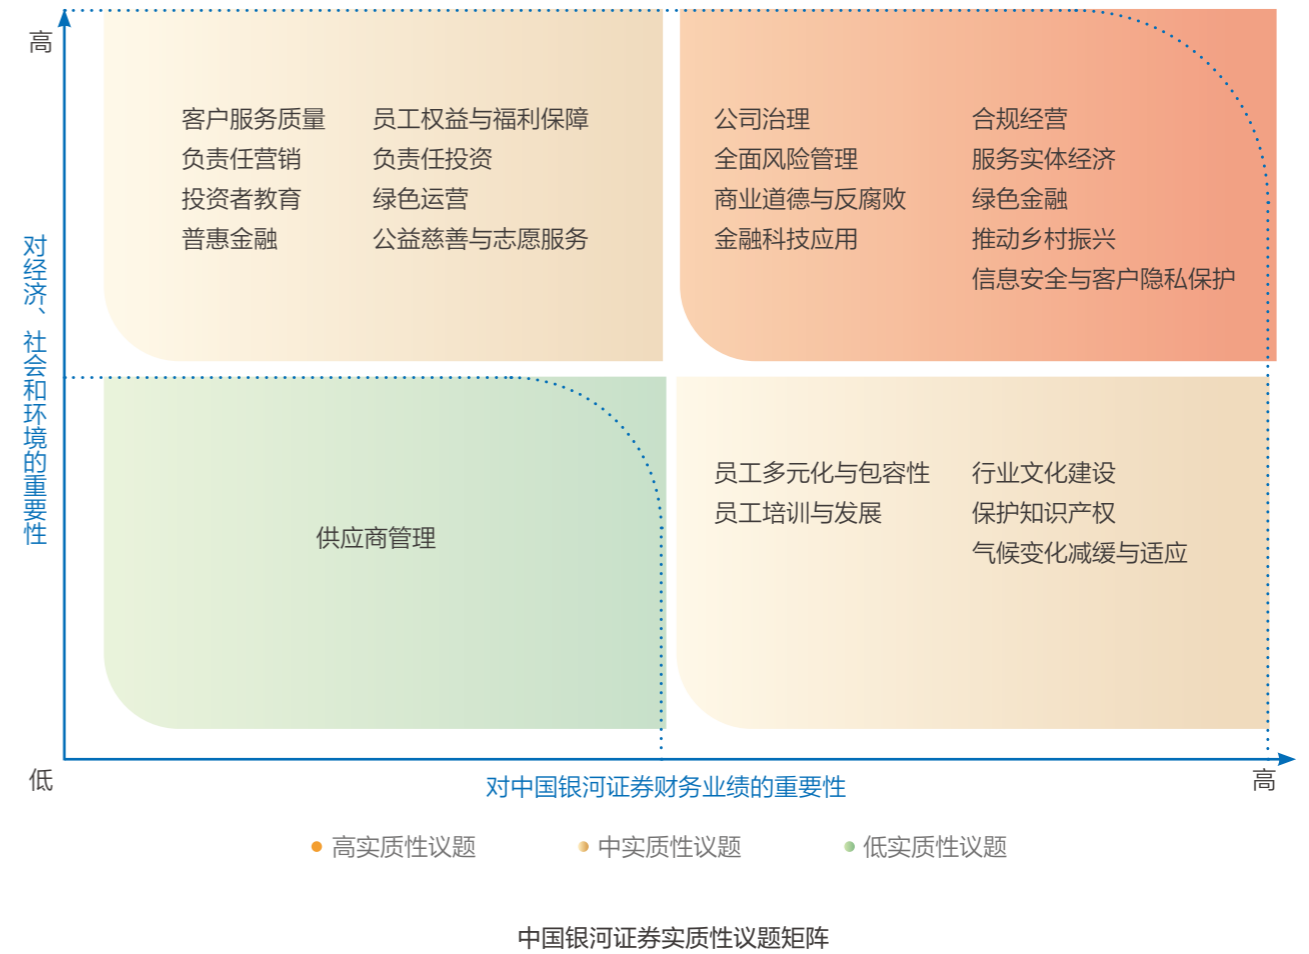 高
客户服务质量
负责任营销
投资者教育
普惠金融
员工权益与福利保障
负责任投资
绿色运营
公益慈善与志愿服务
公司治理
全面风险管理
商业道德与反腐败
金融科技应用
合规经营
服务实体经济
绿色金融
推动乡村振兴
信息安全与客户隐私保护
对经济、社会和环境的重要性
供应商管理
员工多元化与包容性
员工培训与发展
行业文化建设
保护知识产权
气候变化减缓与适应
低
对中国银河证券财务业绩的重要性
高
高实质性议题
中实质性议题
低实质性议题
中国银河证券实质性议题矩阵